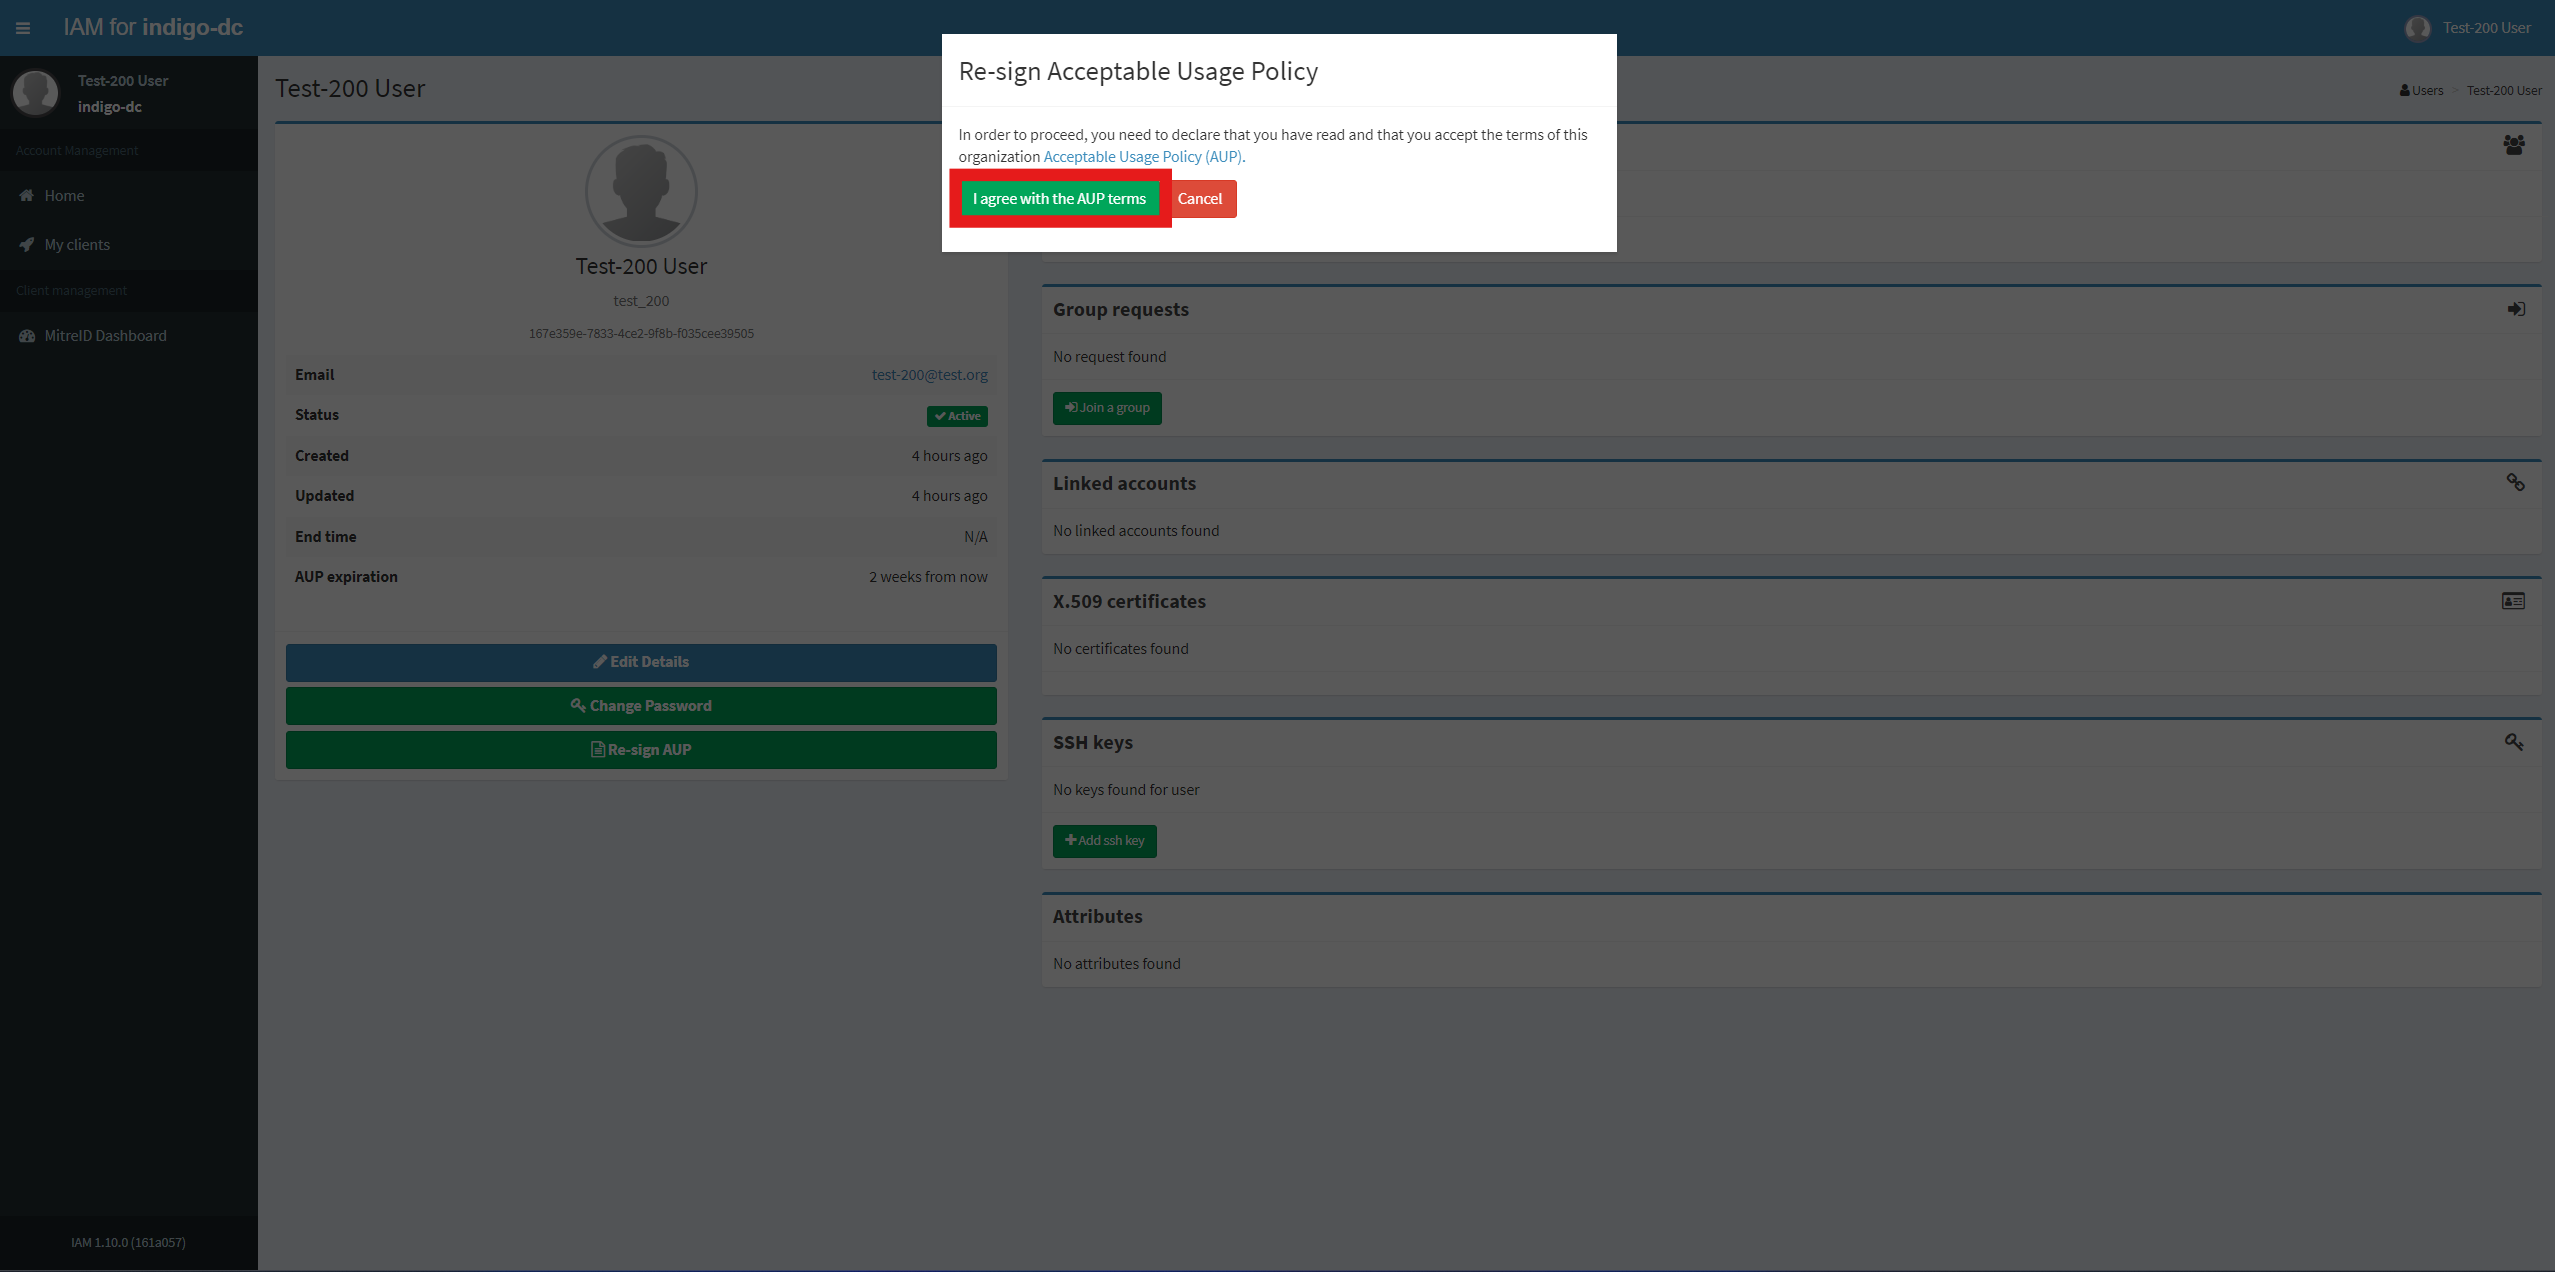 IAM for indigo-dc
Test-200 User
Test-200 User
indigo-dc
Account Management
Home
My clients
Client management
MitreID Dashboard
IAM 1.10.0 (161a057)
Test-200 User
Users > Test-200 User
Re-sign Acceptable Usage Policy
In order to proceed, you need to declare that you have read and that you accept the terms of this
organization Acceptable Usage Policy (AUP).
I agree with the AUP terms
Cancel
Test-200 User
test_200
167e359e-7833-4ce2-9f8b-f035cee39505
Email test-200@test.org
Status Active
Created 4 hours ago
Updated 4 hours ago
End time N/A
AUP expiration 2 weeks from now
Edit Details
Change Password
Re-sign AUP
Group requests
No request found
Join a group
Linked accounts
No linked accounts found
X.509 certificates
No certificates found
SSH keys
No keys found for user
Add ssh key
Attributes
No attributes found